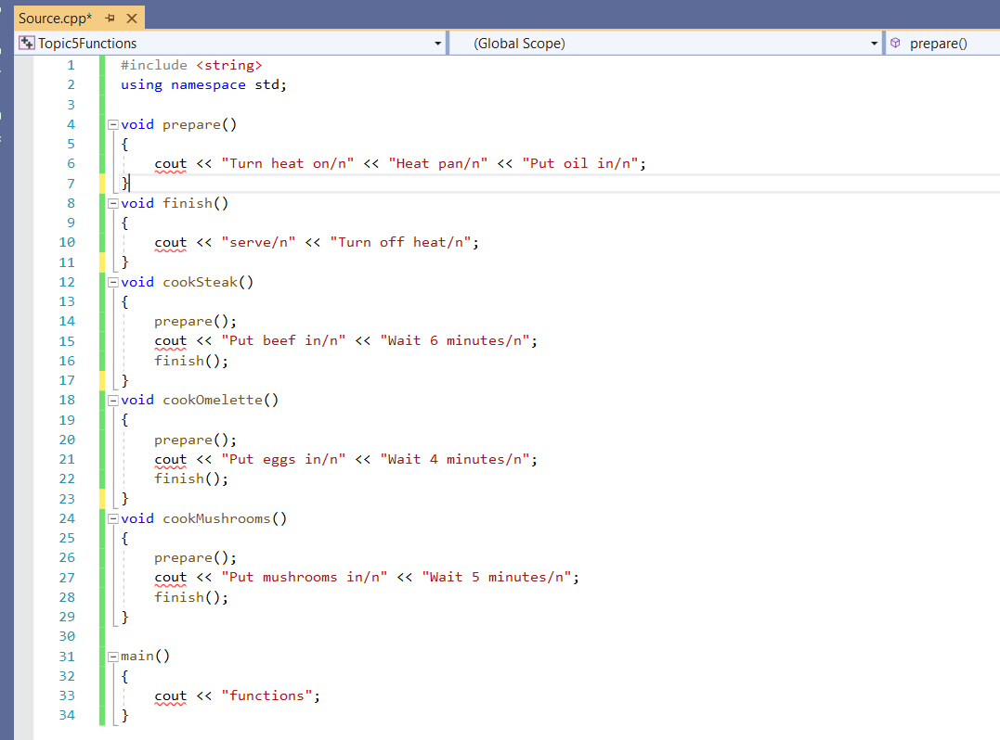 Source.cpp*
Topic5Functions (Global Scope) prepare()
1 #include <string>
2 using namespace std;
3
4 void prepare()
5 {
6 cout << "Turn heat on/n" << "Heat pan/n" << "Put oil in/n";
7 }
8 void finish()
9 {
10 cout << "serve/n" << "Turn off heat/n";
11 }
12 void cookSteak()
13 {
14 prepare();
15 cout << "Put beef in/n" << "Wait 6 minutes/n";
16 finish();
17 }
18 void cookOmelette()
19 {
20 prepare();
21 cout << "Put eggs in/n" << "Wait 4 minutes/n";
22 finish();
23 }
24 void cookMushrooms()
25 {
26 prepare();
27 cout << "Put mushrooms in/n" << "Wait 5 minutes/n";
28 finish();
29 }
30
31 main()
32 {
33 cout << "functions";
34 }